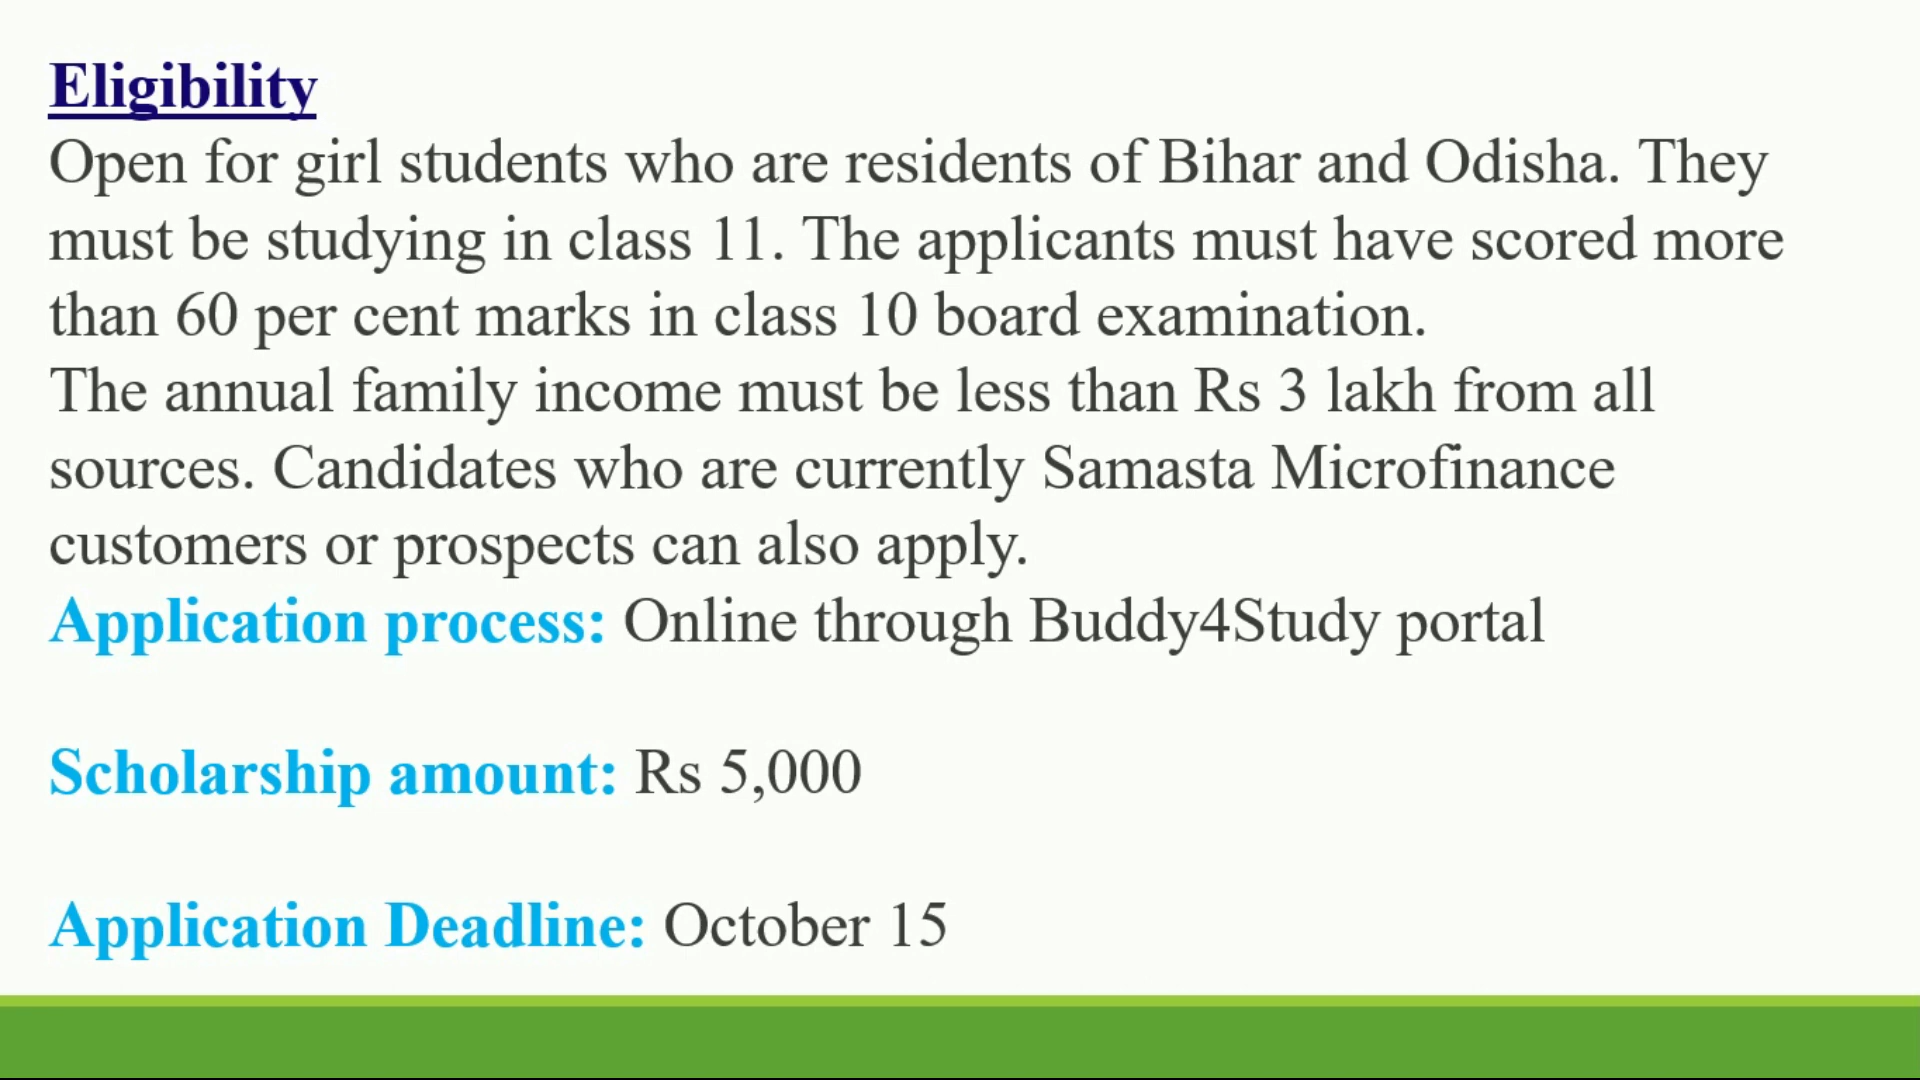 Eligibility
Open for girl students who are residents of Bihar and Odisha. They
must be studying in class 11. The applicants must have scored more
than 60 per cent marks in class 10 board examination.
The annual family income must be less than Rs 3 lakh from all
sources. Candidates who are currently Samasta Microfinance
customers or prospects can also apply.
Application process: Online through Buddy4Study portal
Scholarship amount: Rs 5,000
Application Deadline: October 15